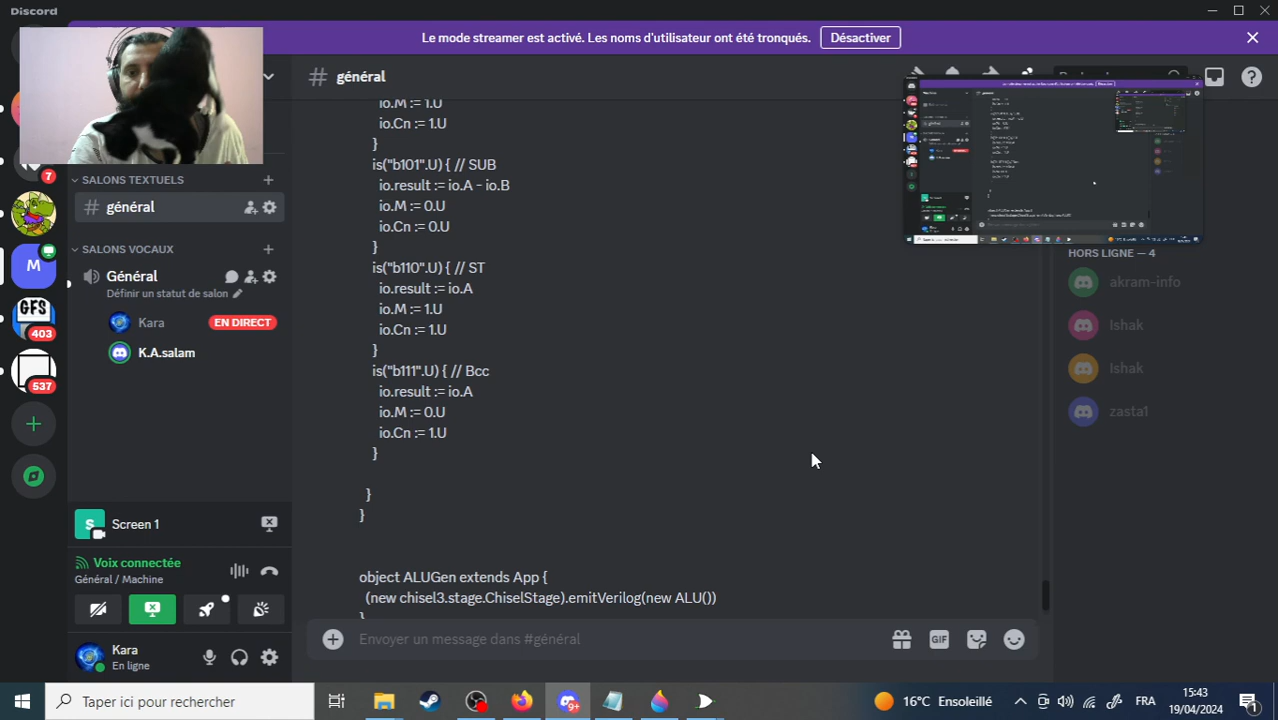 Discord
Le mode streamer est activé. Les noms d'utilisateur ont été tronqués.
Désactiver
général
io.M := 1.U
io.Cn := 1.U
}
is("b101".U) { // SUB
io.result := io.A - io.B
io.M := 0.U
io.Cn := 0.U
}
is("b110".U) { // ST
io.result := io.A
io.M := 1.U
io.Cn := 1.U
}
is("b111".U) { // Bcc
io.result := io.A
io.M := 0.U
io.Cn := 1.U
}
}
}
object ALUGen extends App {
(new chisel3.stage.ChiselStage).emitVerilog(new ALU())
}
Envoyer un message dans #général
GIF
7
M
GFS
403
537
SALONS TEXTUELS
général
SALONS VOCAUX
Général
Définir un statut de salon
Kara
EN DIRECT
K.A.salam
S
Screen 1
Voix connectée
Général / Machine
Kara
En ligne
HORS LIGNE — 4
akram-info
Ishak
Ishak
zasta1
Taper ici pour rechercher
9+
16°C Ensoleillé
FRA
15:43
19/04/2024
1